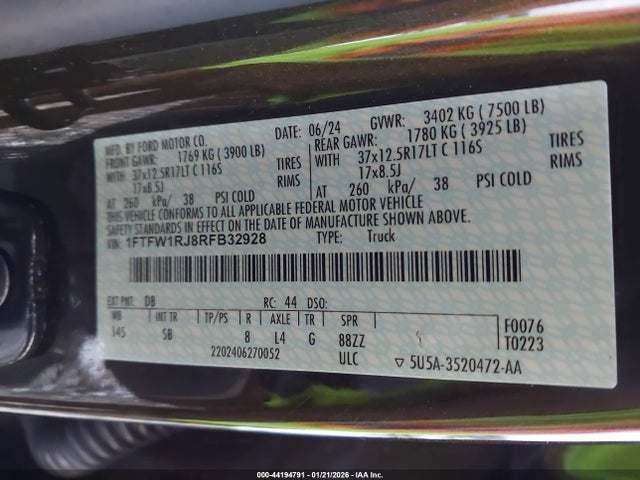 MFD. BY FORD MOTOR CO.
DATE: 06/24 GVWR: 3402 KG ( 7500 LB)
FRONT GAWR: 1769 KG ( 3900 LB) REAR GAWR: 1780 KG ( 3925 LB)
WITH 37x12.5R17LT C 116S TIRES WITH 37x12.5R17LT C 116S TIRES
17x8.5J RIMS 17x8.5J RIMS
AT 260 kPa/ 38 PSI COLD AT 260 kPa/ 38 PSI COLD
THIS VEHICLE CONFORMS TO ALL APPLICABLE FEDERAL MOTOR VEHICLE
SAFETY STANDARDS IN EFFECT ON THE DATE OF MANUFACTURE SHOWN ABOVE.
VIN: 1FTFW1RJ8RFB32928 TYPE: Truck
EXT PNT: DB RC: 44 DSO:
WB INT TR TP/PS R AXLE TR SPR F0076
145 SB 8 L4 G 88ZZ T0223
2202406270052 ULC ▽ 5U5A-3520472-AA
000-44194791 | 01/21/2026 | IAA Inc.